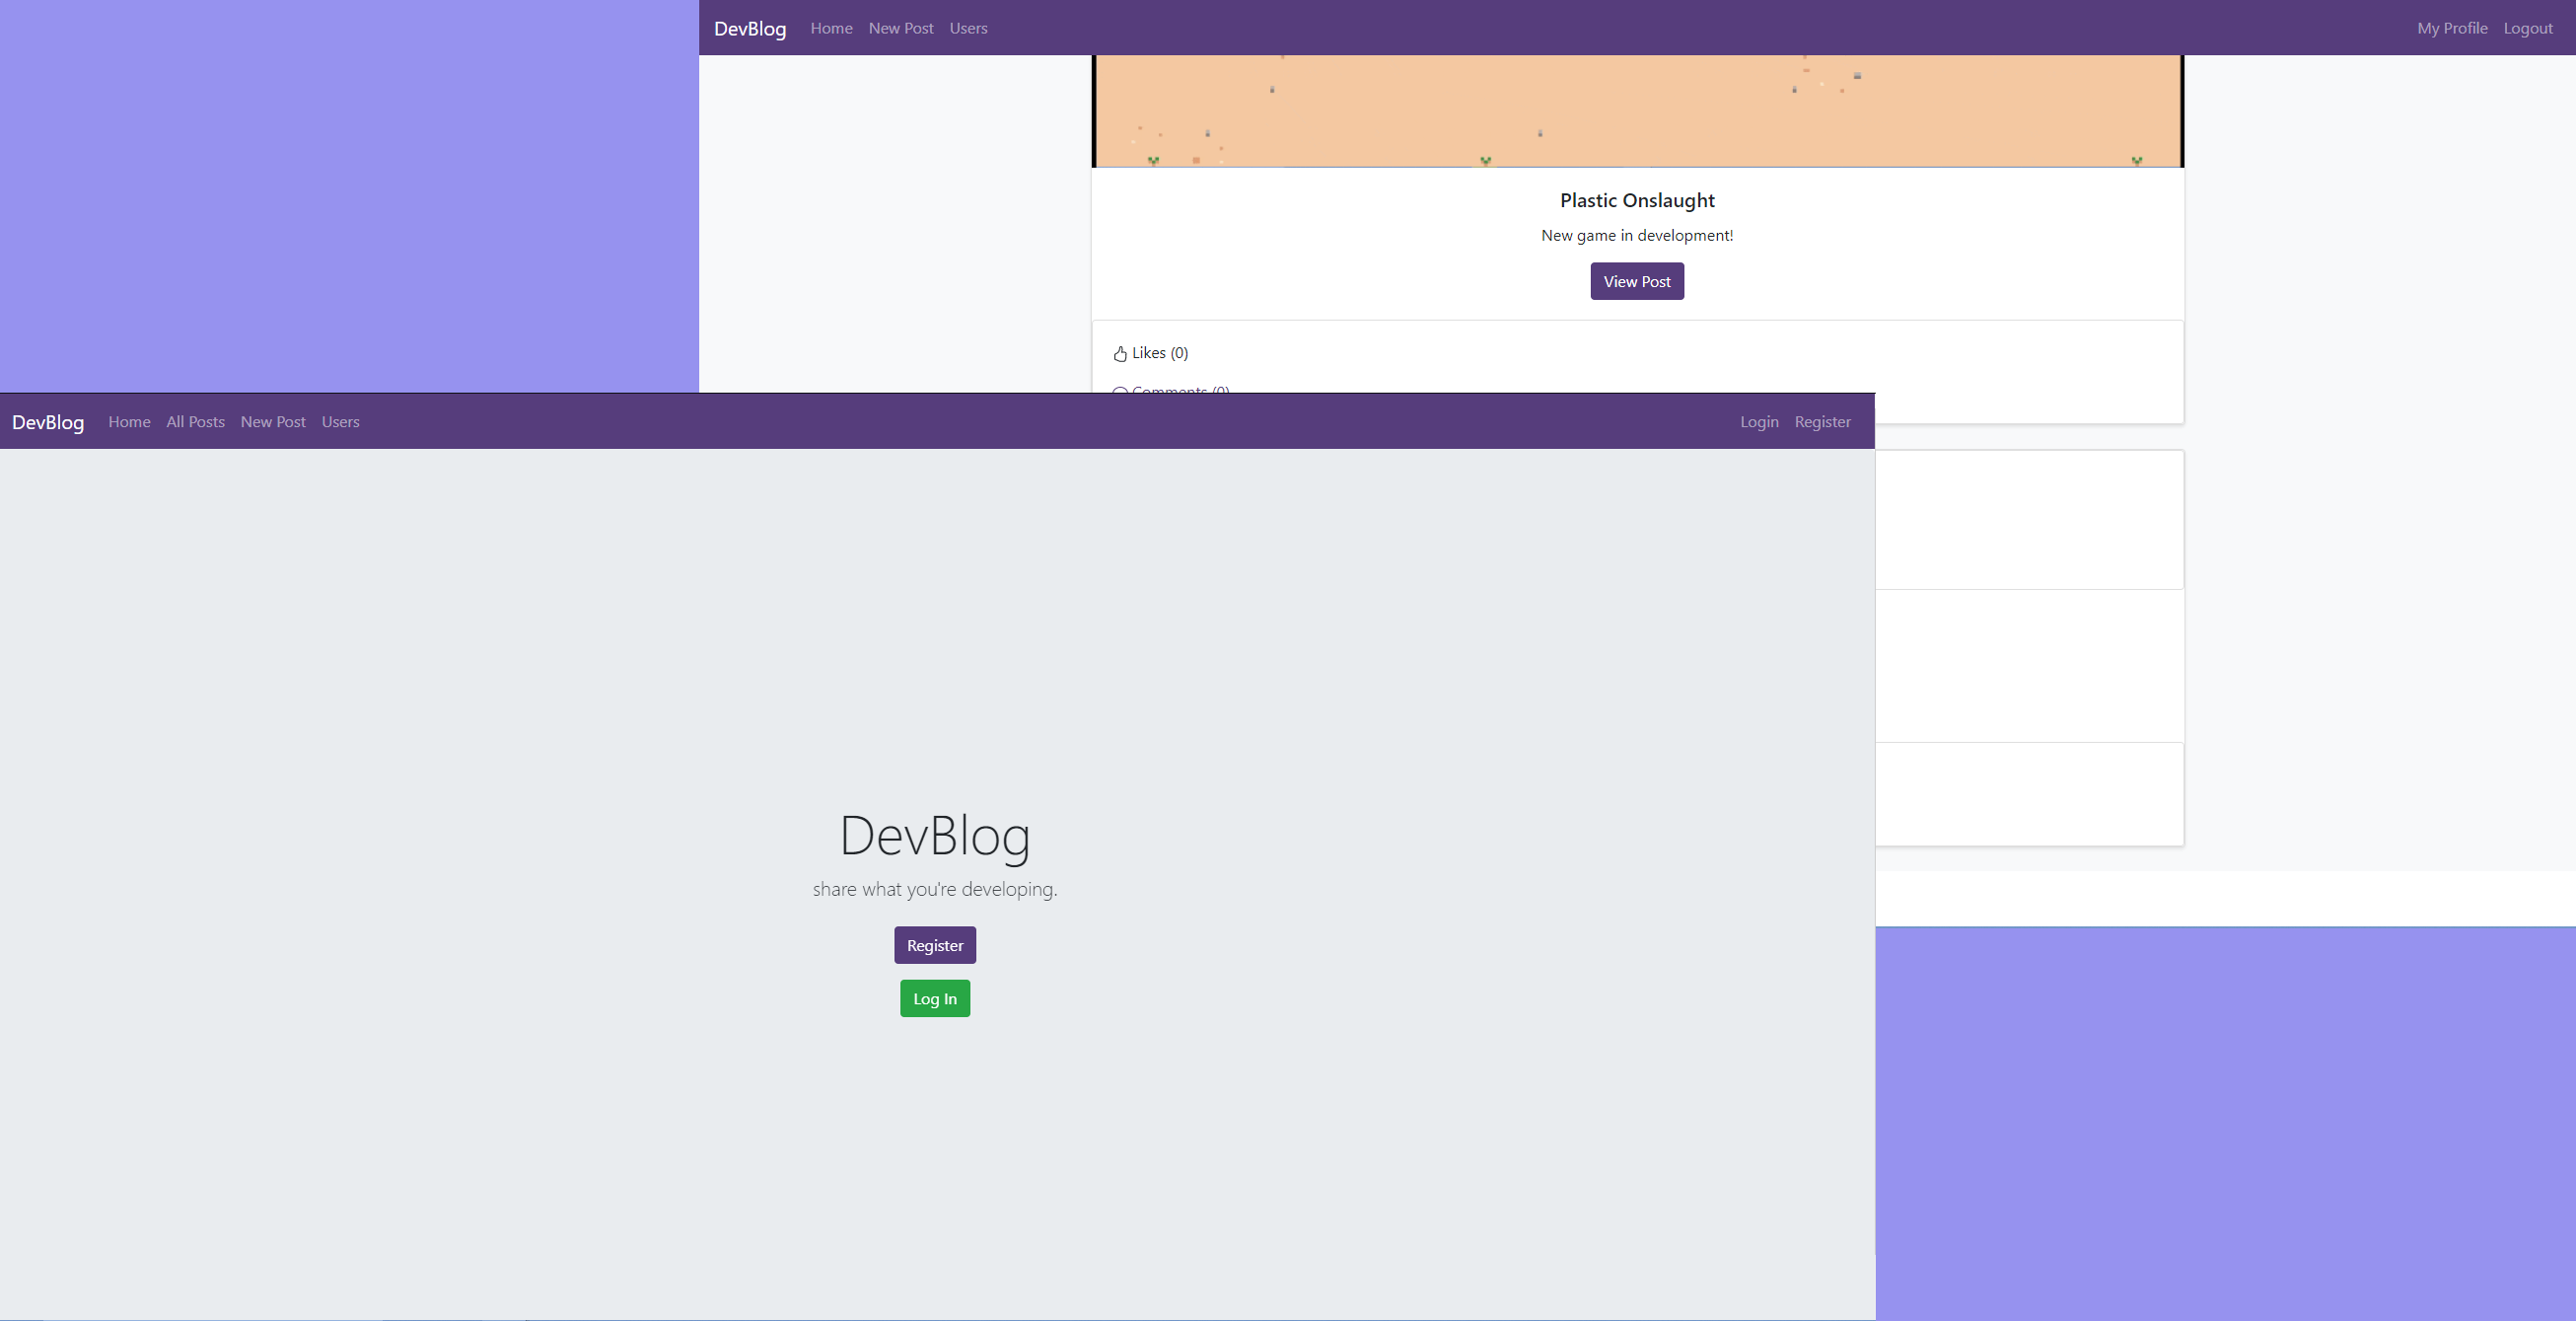 DevBlog Home New Post Users My Profile Logout
Plastic Onslaught
New game in development!
View Post
Likes (0)
Comments (0)
DevBlog Home All Posts New Post Users Login Register
DevBlog
share what you're developing.
Register
Log In